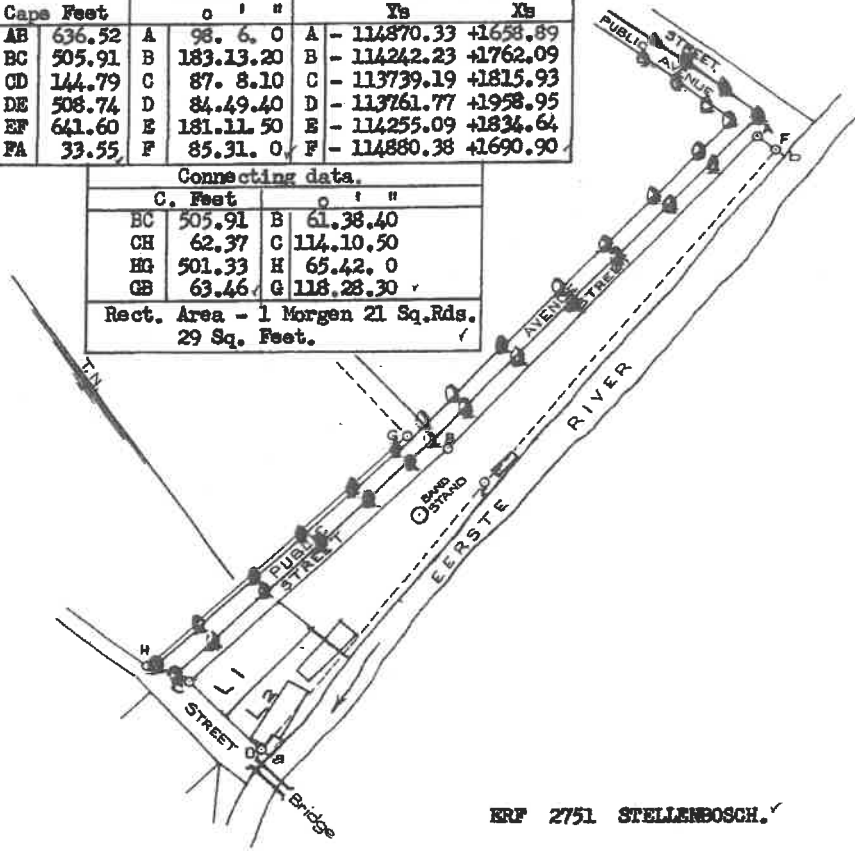 Cape Feet o ' " Ys Xs
AB 636.52 A 98. 6. 0 A - 114870.33 +1658.89
BC 505.91 B 183.13.20 B - 114242.23 +1762.09
CD 144.79 C 87. 8.10 C - 113739.19 +1815.93
DE 508.74 D 84.49.40 D - 113761.77 +1958.95
EF 641.60 E 181.11.50 E - 114255.09 +1834.64
FA 33.55 F 85.31. 0 F - 114880.38 +1690.90
Connecting data.
C. Feet o ' "
BC 505.91 B 61.38.40
CH 62.37 C 114.10.50
HG 501.33 H 65.42. 0
GB 63.46 G 118.28.30
Rect. Area - 1 Morgen 21 Sq.Rds.
29 Sq. Feet.
PUBLIC AVENUE
STREET.
A
F
AVENUE
STREET
T.N
G
B
RIVER
BAND
STAND
EERSTE
PUBLIC
STREET
H
C
L1
L3
STREET
D
Bridge
ERF 2751 STELLENBOSCH.